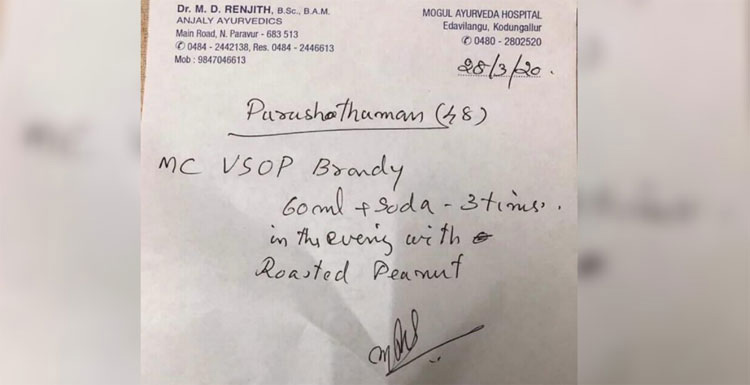 Dr. M. D. RENJITH, B.Sc., B.A.M.
ANJALY AYURVEDICS
Main Road, N. Paravur - 683 513
✆ 0484 - 2442138, Res. 0484 - 2446613
Mob : 9847046613
MOGUL AYURVEDA HOSPITAL
Edavilangu, Kodungallur
✆ 0480 - 2802520
28/3/20.
Purushothaman (48)
MC VSOP Brandy
60ml + Soda - 3 times.
in the evening with
Roasted Peanut